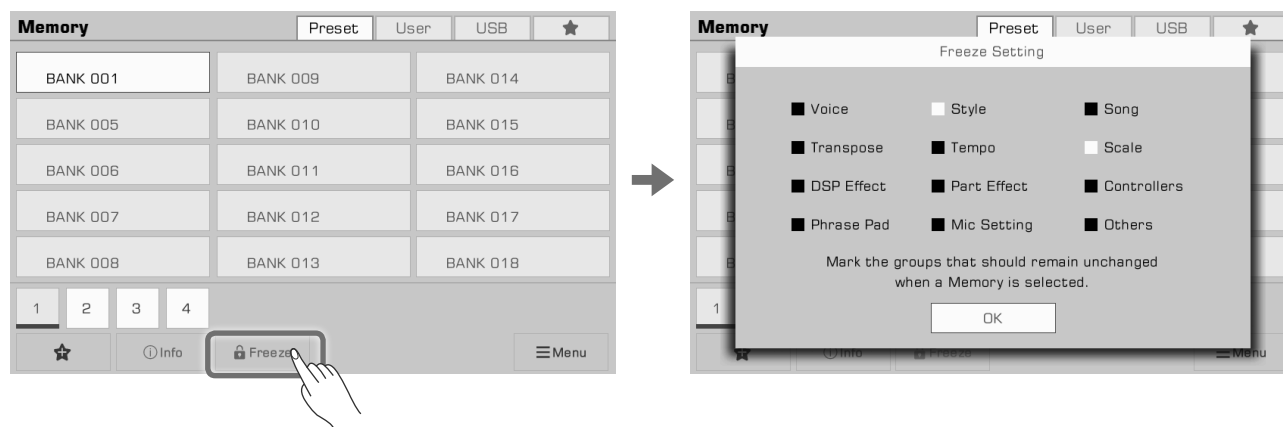 Memory Preset User USB
BANK 001 BANK 009 BANK 014
BANK 005 BANK 010 BANK 015
BANK 006 BANK 011 BANK 016
BANK 007 BANK 012 BANK 017
BANK 008 BANK 013 BANK 018
1 2 3 4
Info Freeze Menu
Memory Preset User USB
Freeze Setting
Voice Style Song
Transpose Tempo Scale
DSP Effect Part Effect Controllers
Phrase Pad Mic Setting Others
Mark the groups that should remain unchanged
when a Memory is selected.
OK
1
Info Freeze Menu